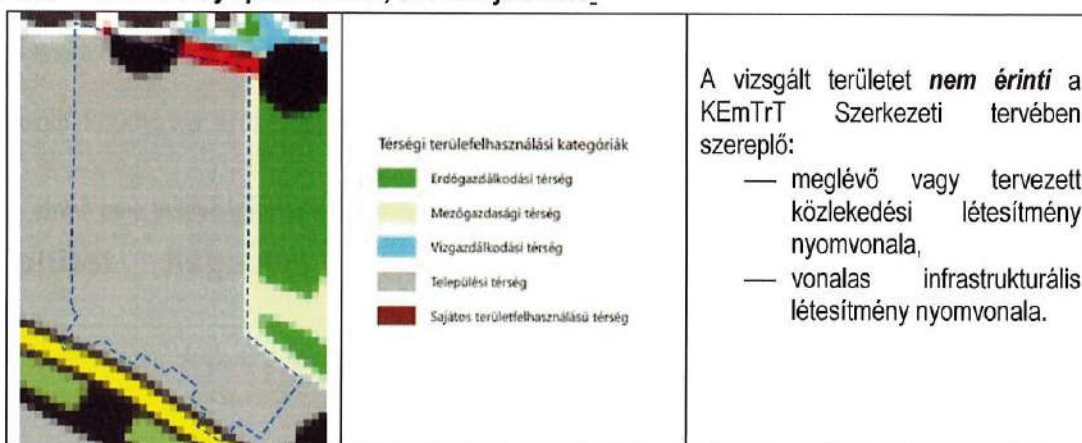 Térségi terülefelhasználási kategóriák
Erdőgazdálkodási térség
Mezőgazdasági térség
Vízgazdálkodási térség
Települési térség
Sajátos területfelhasználású térség
A vizsgált területet nem érinti a
KEmTrT Szerkezeti tervében
szereplő:
— meglévő vagy tervezett
közlekedési létesítmény
nyomvonala,
— vonalas infrastrukturális
létesítmény nyomvonala.